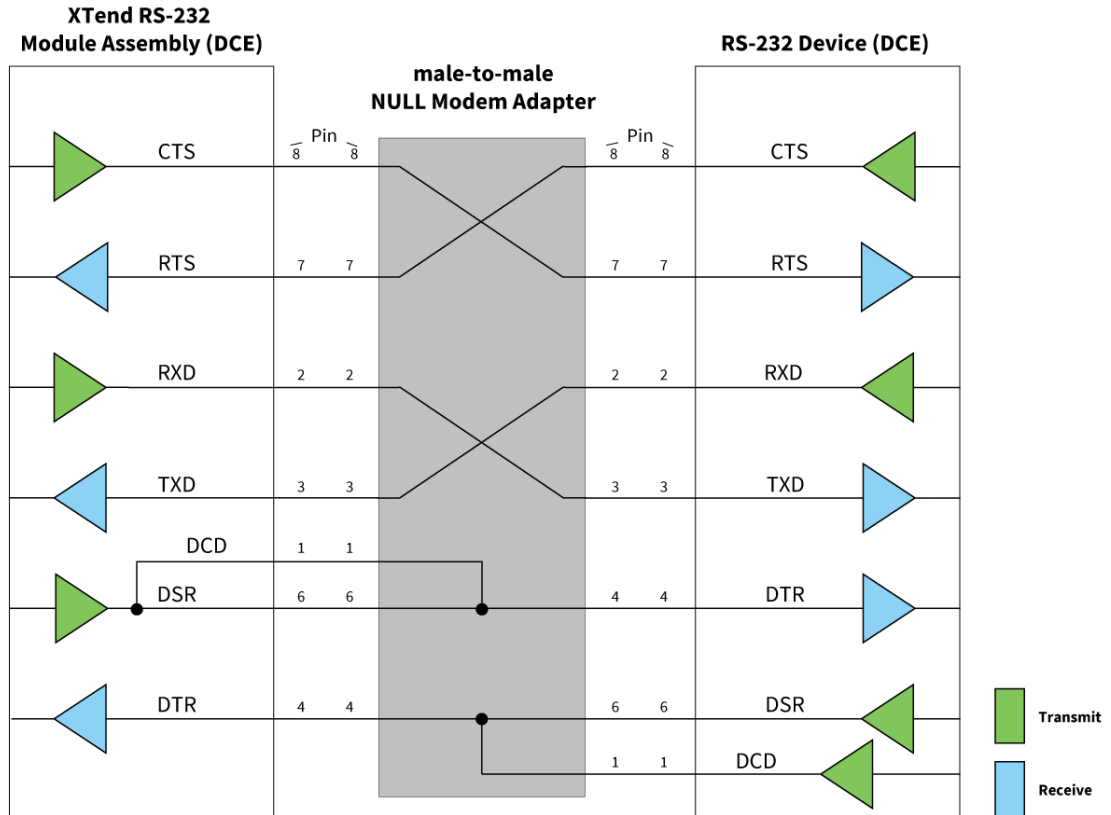 XTend RS-232
Module Assembly (DCE)
RS-232 Device (DCE)
male-to-male
NULL Modem Adapter
Pin
8 8
Pin
8 8
CTS
CTS
RTS
7 7
7 7
RTS
RXD
2 2
2 2
RXD
TXD
3 3
3 3
TXD
DCD
1 1
DSR
6 6
4 4
DTR
DTR
4 4
6 6
DSR
1 1
DCD
Transmit
Receive